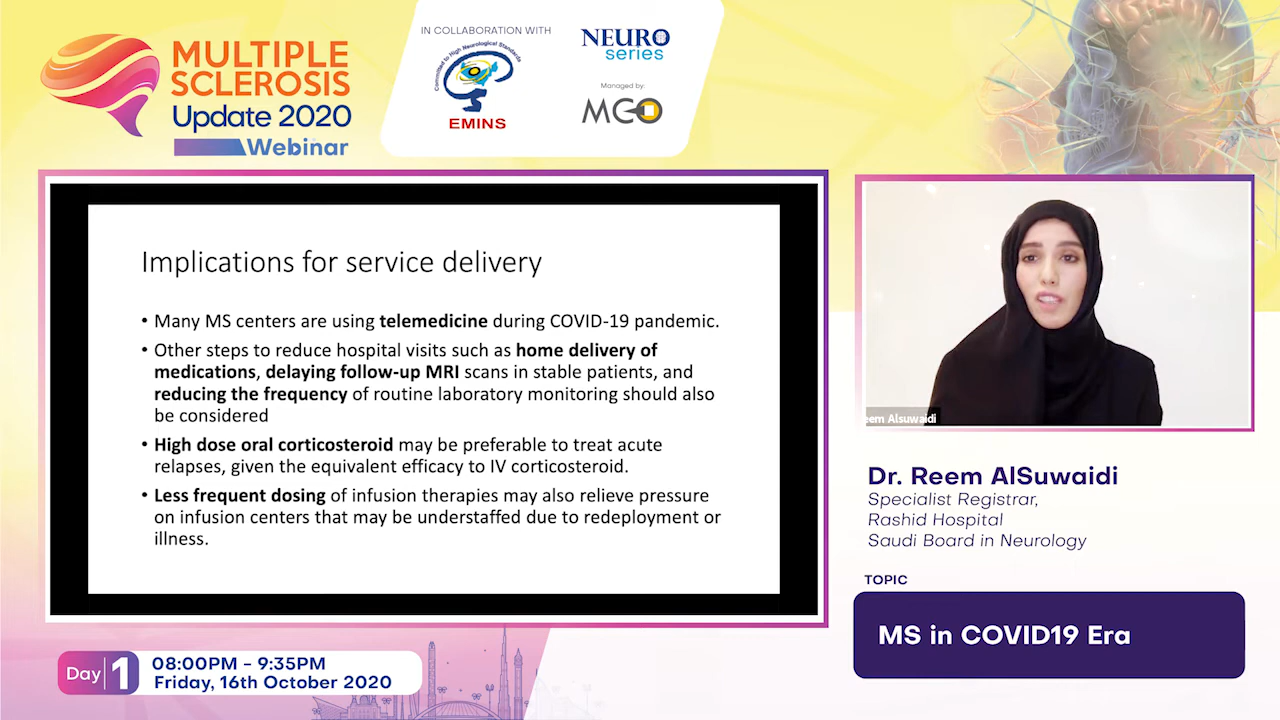 MULTIPLE
SCLEROSIS
Update 2020
Webinar
IN COLLABORATION WITH
Committed to High Neurological Standards
EMINS
NEURO
series
Managed by:
MCO
Implications for service delivery
• Many MS centers are using telemedicine during COVID-19 pandemic.
• Other steps to reduce hospital visits such as home delivery of
medications, delaying follow-up MRI scans in stable patients, and
reducing the frequency of routine laboratory monitoring should also
be considered
• High dose oral corticosteroid may be preferable to treat acute
relapses, given the equivalent efficacy to IV corticosteroid.
• Less frequent dosing of infusion therapies may also relieve pressure
on infusion centers that may be understaffed due to redeployment or
illness.
eem Alsuwaidi
Dr. Reem AlSuwaidi
Specialist Registrar,
Rashid Hospital
Saudi Board in Neurology
TOPIC
MS in COVID19 Era
Day 1
08:00PM - 9:35PM
Friday, 16th October 2020